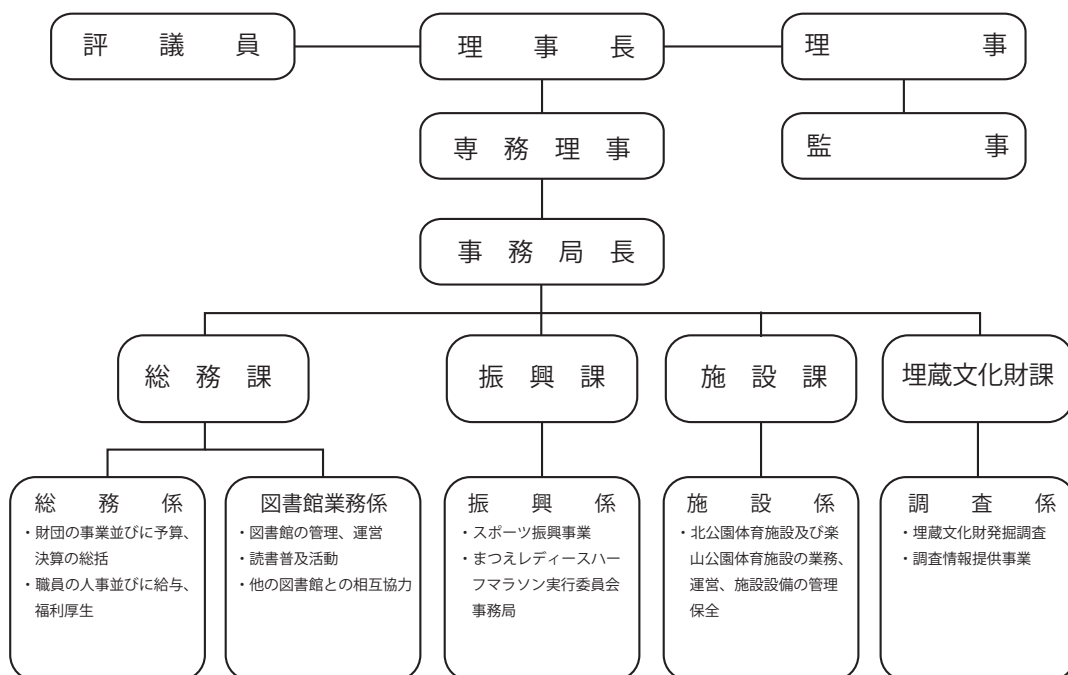 評議員
理事長
理事
専務理事
監事
事務局長
総務課
振興課
施設課
埋蔵文化財課
総務係
・財団の事業並びに予算、
決算の総括
・職員の人事並びに給与、
福利厚生
図書館業務係
・図書館の管理、運営
・読書普及活動
・他の図書館との相互協力
振興係
・スポーツ振興事業
・まつえレディースハー
フマラソン実行委員会
事務局
施設係
・北公園体育施設及び楽
山公園体育施設の業務、
運営、施設設備の管理
保全
調査係
・埋蔵文化財発掘調査
・調査情報提供事業